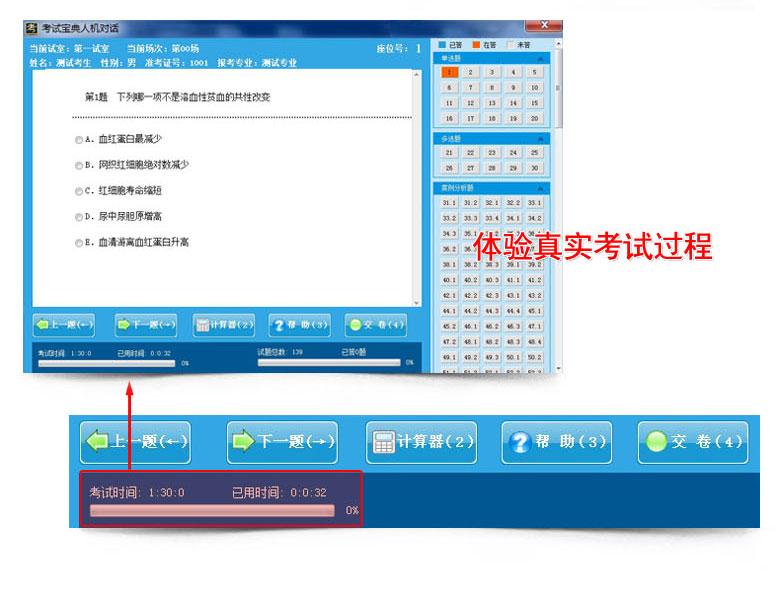 考试宝典人机对话
当前试室：第一试室 当前场次：第00场 座位号： 1
姓名：测试考生 性别：男 准考证号：1001 报考专业：测试专业
已答 在答 未答
单选题
1 2 3 4 5
6 7 8 9 10
11 12 13 14 15
16 17 18 19 20
多选题
21 22 23 24 25
26 27 28 29 30
案例分析题
31.1 31.2 32.1 32.2 33.1
33.2 33.3 33.4 34.1 34.2
34.3 35.1
36.2
38.1 38.2 38.3 39.1 39.2
40.1 40.2 40.3 41.1 41.2
42.1 42.2 42.3 43.1 43.2
44.1 44.2 44.3 44.4 45.1
45.2 46.1 46.2 46.3 47.1
47.2 48.1 48.2 48.3 48.4
49.1 49.2 49.3 50.1 50.2
第1题 下列哪一项不是溶血性贫血的共性改变
A．血红蛋白最减少
B．网织红细胞绝对数减少
C．红细胞寿命缩短
D．尿中尿胆原增高
E．血清游离血红蛋白升高
体验真实考试过程
上一题(←) 下一题(→) 计算器(2) 帮 助(3) 交 卷(4)
考试时间：1:30:0 已用时间：0:0:32 试题总数：139 已答0题
0% 0%
上一题(←) 下一题(→) 计算器(2) 帮 助(3) 交 卷(4)
考试时间：1:30:0 已用时间：0:0:32
0%